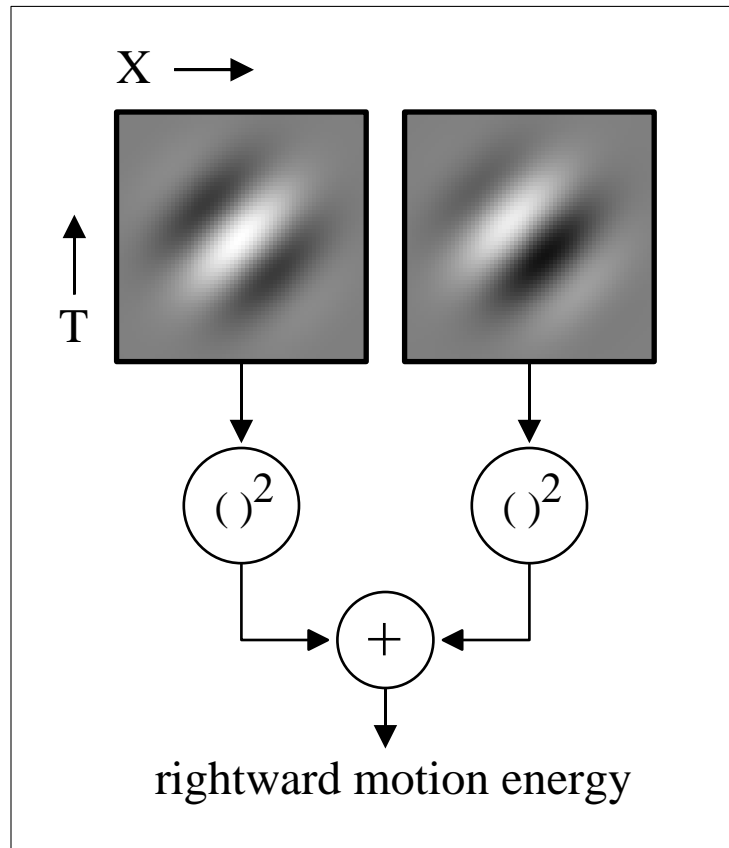 X
T
( )²
( )²
+
rightward motion energy